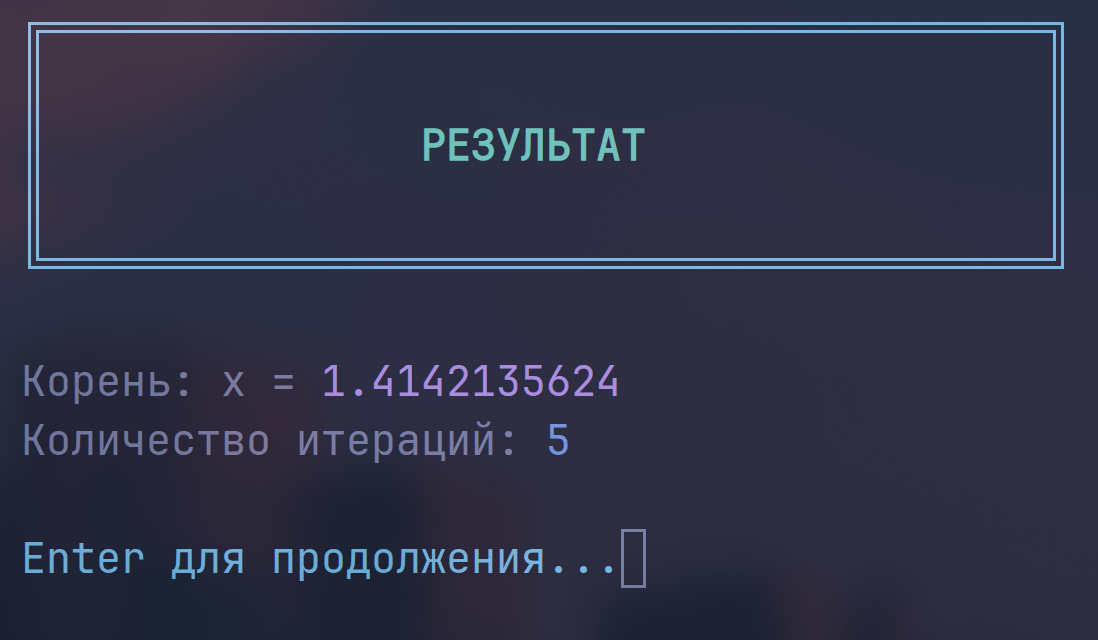 РЕЗУЛЬТАТ
Корень: x = 1.4142135624
Количество итераций: 5
Enter для продолжения...